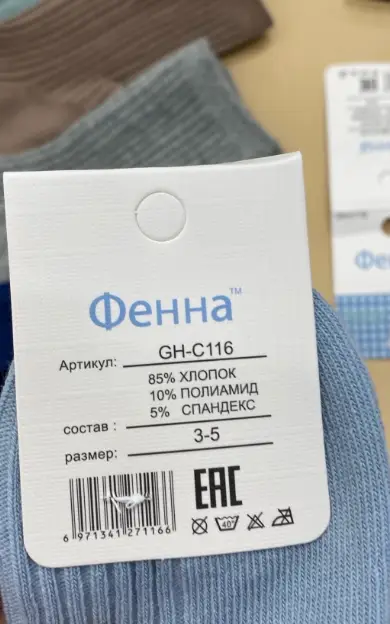 Фенна™
Артикул: GH-C116
85% ХЛОПОК
10% ПОЛИАМИД
5% СПАНДЕКС
состав :
размер: 3-5
EAC
6 971341 271166
40°
Фенна